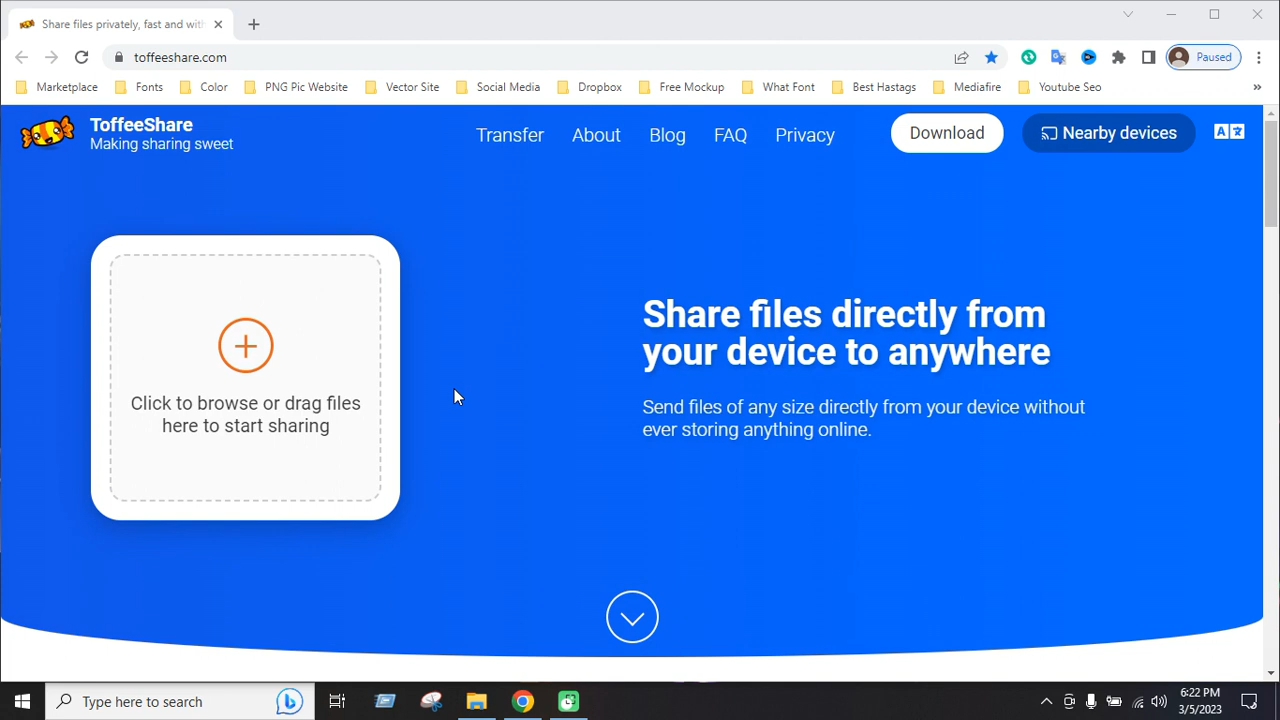 Share files privately, fast and with
toffeeshare.com
Paused
Marketplace
Fonts
Color
PNG Pic Website
Vector Site
Social Media
Dropbox
Free Mockup
What Font
Best Hastags
Mediafire
Youtube Seo
»
ToffeeShare
Making sharing sweet
Transfer
About
Blog
FAQ
Privacy
Download
Nearby devices
A
Click to browse or drag files
here to start sharing
Share files directly from
your device to anywhere
Send files of any size directly from your device without
ever storing anything online.
Type here to search
6:22 PM
3/5/2023